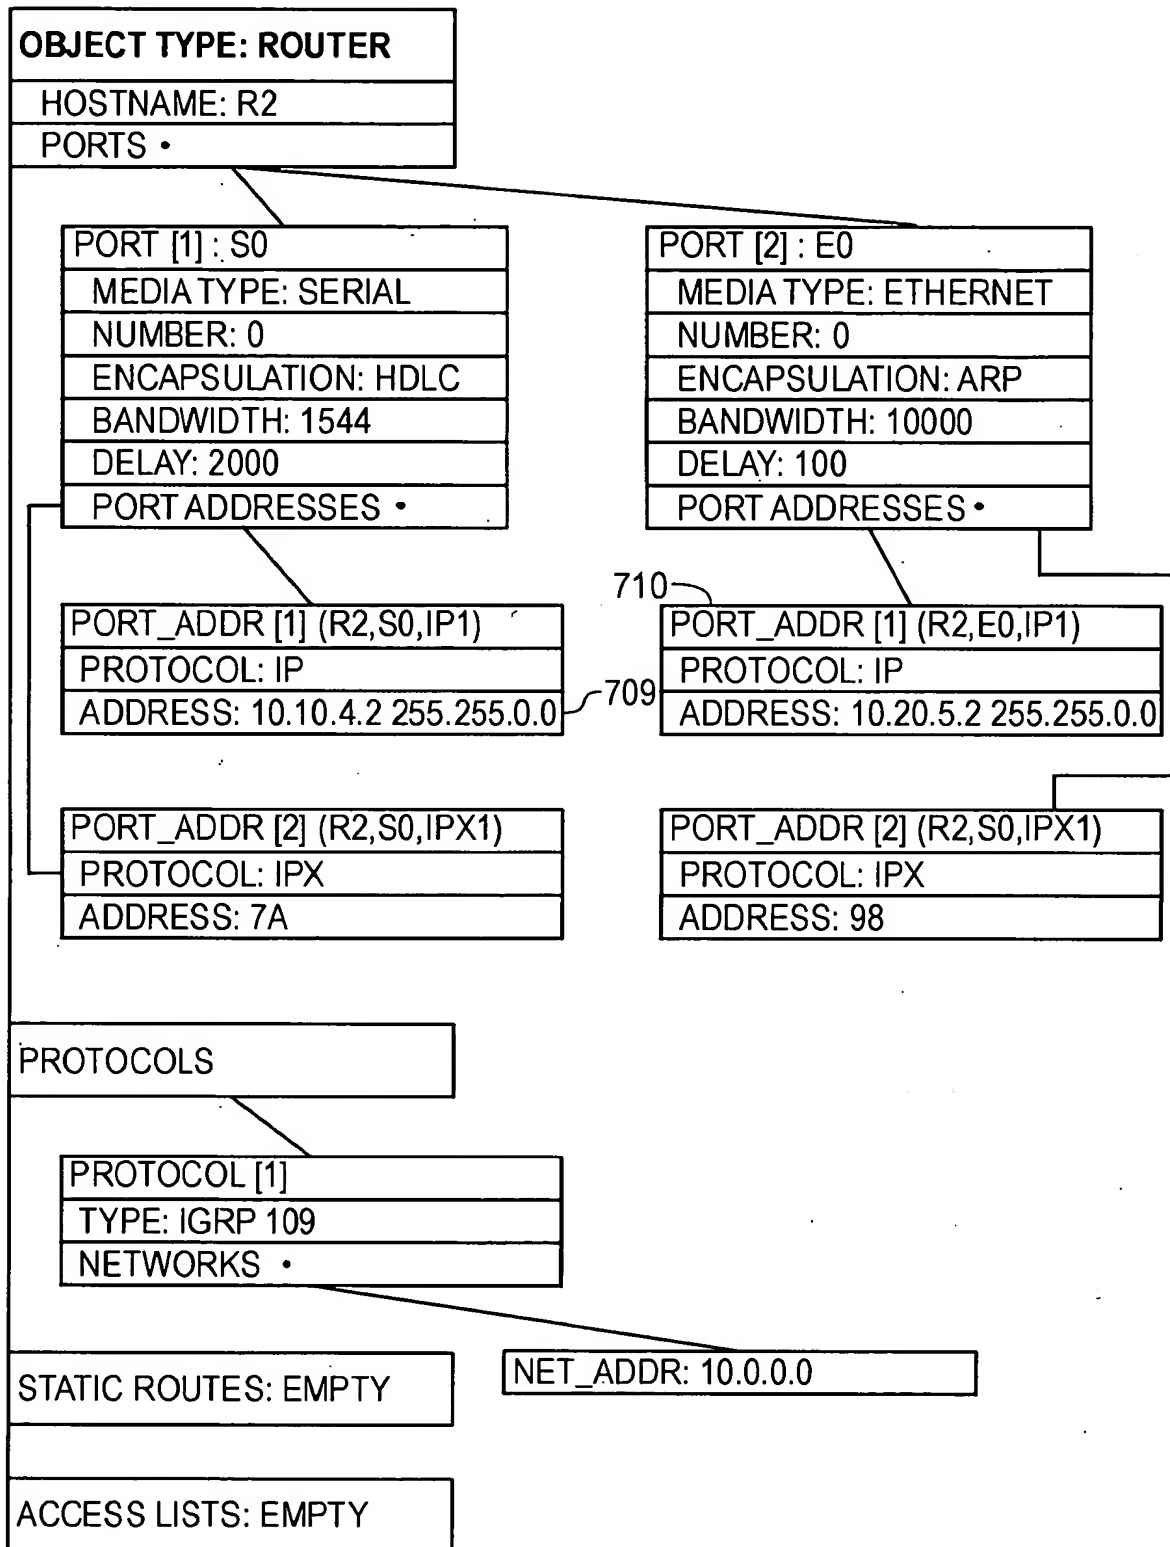 OBJECT TYPE: ROUTER
HOSTNAME: R2
PORTS •
PORT [1] : S0
MEDIA TYPE: SERIAL
NUMBER: 0
ENCAPSULATION: HDLC
BANDWIDTH: 1544
DELAY: 2000
PORT ADDRESSES •
PORT [2] : E0
MEDIA TYPE: ETHERNET
NUMBER: 0
ENCAPSULATION: ARP
BANDWIDTH: 10000
DELAY: 100
PORT ADDRESSES •
PORT_ADDR [1] (R2,S0,IP1)
PROTOCOL: IP
ADDRESS: 10.10.4.2 255.255.0.0
709
710
PORT_ADDR [1] (R2,E0,IP1)
PROTOCOL: IP
ADDRESS: 10.20.5.2 255.255.0.0
PORT_ADDR [2] (R2,S0,IPX1)
PROTOCOL: IPX
ADDRESS: 7A
PORT_ADDR [2] (R2,S0,IPX1)
PROTOCOL: IPX
ADDRESS: 98
PROTOCOLS
PROTOCOL [1]
TYPE: IGRP 109
NETWORKS •
NET_ADDR: 10.0.0.0
STATIC ROUTES: EMPTY
ACCESS LISTS: EMPTY